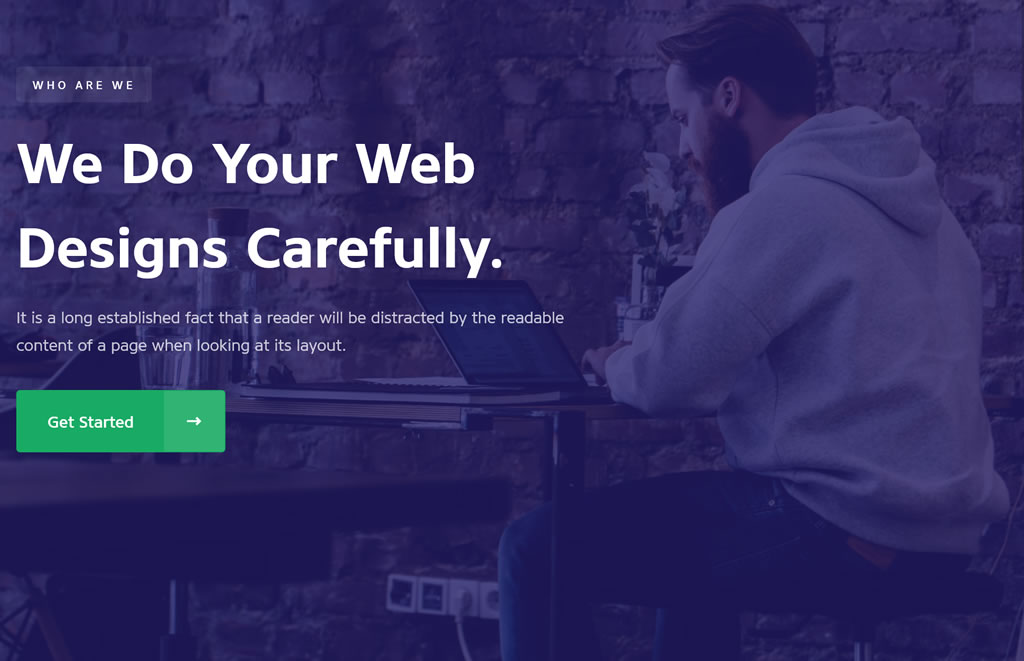 WHO ARE WE
We Do Your Web
Designs Carefully.
It is a long established fact that a reader will be distracted by the readable
content of a page when looking at its layout.
Get Started →